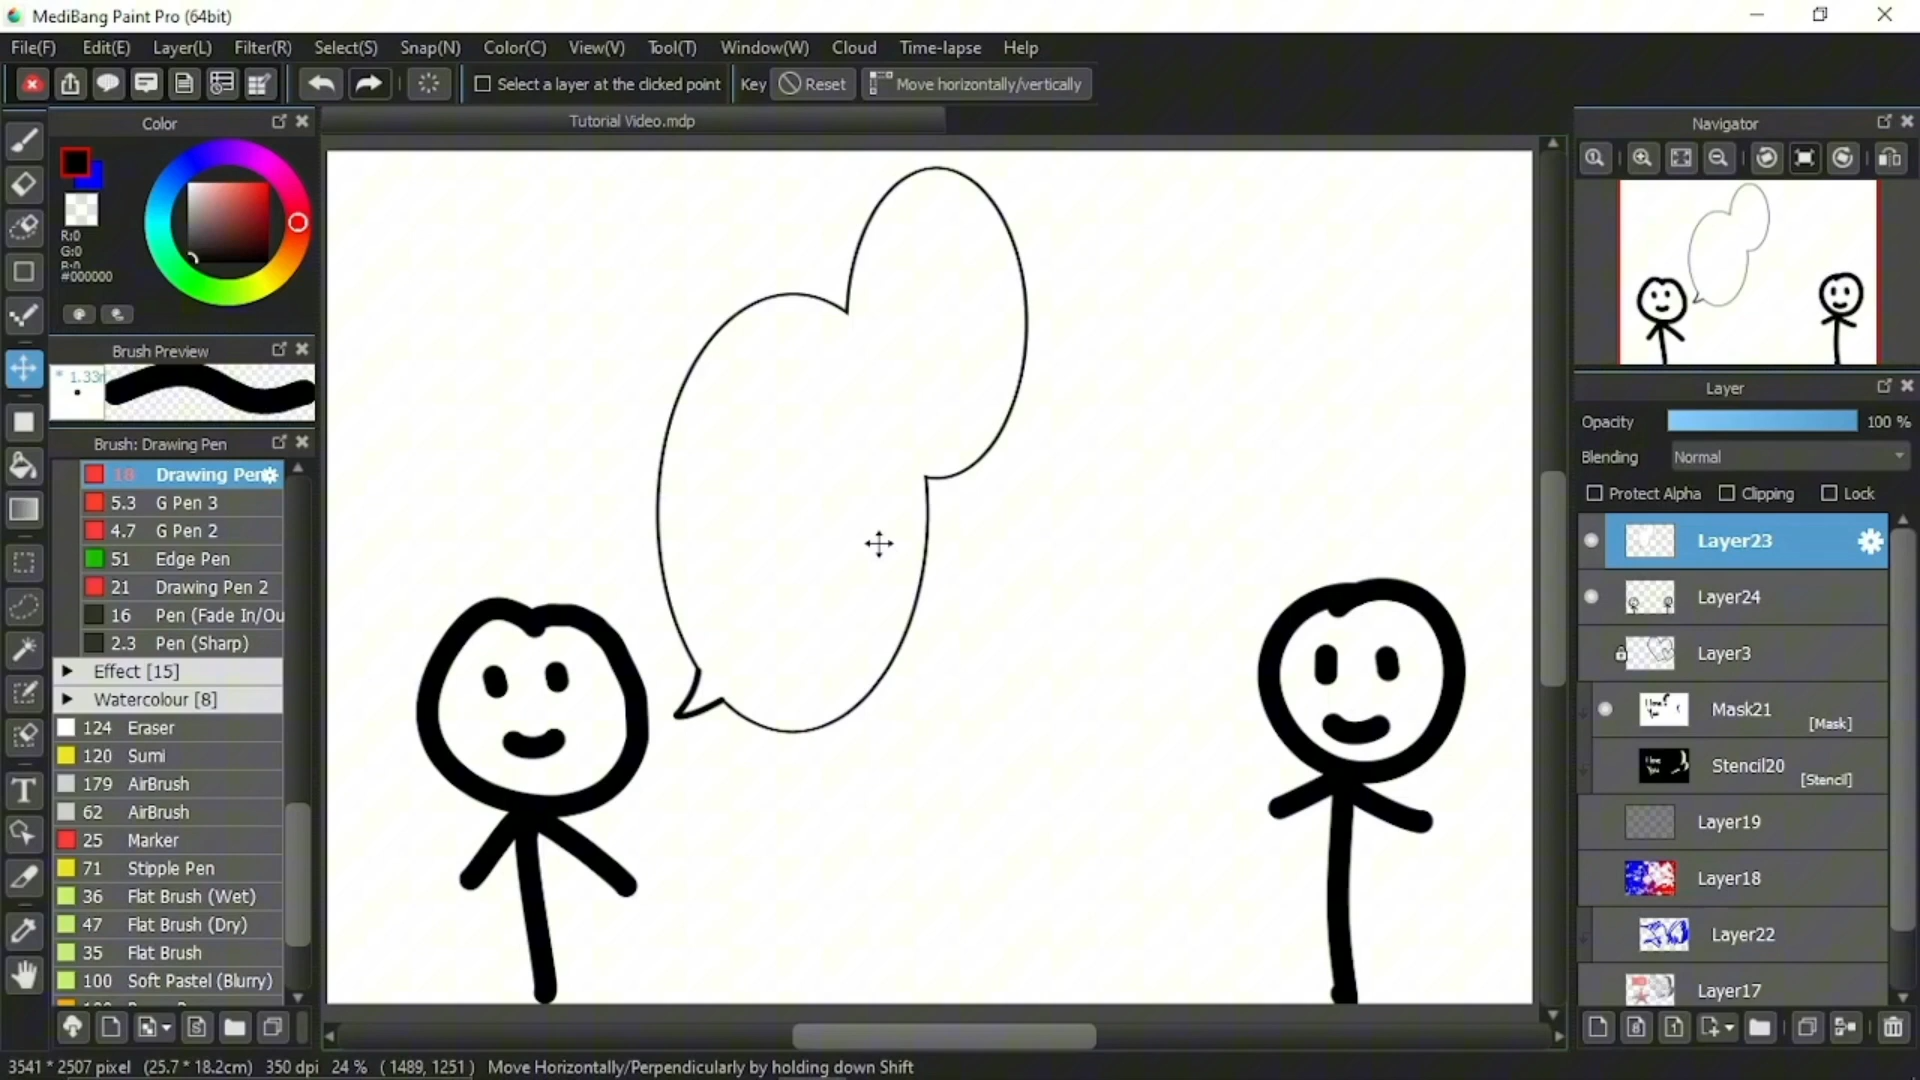 MediBang Paint Pro (64bit)
File(F) Edit(E) Layer(L) Filter(R) Select(S) Snap(N) Color(C) View(V) Tool(T) Window(W) Cloud Time-lapse Help
Select a layer at the clicked point Key Reset Move horizontally/vertically
Tutorial Video.mdp
Color
R:0
G:0
B:0
#000000
Brush Preview
* 1.33
Brush: Drawing Pen
18 Drawing Pen
5.3 G Pen 3
4.7 G Pen 2
51 Edge Pen
21 Drawing Pen 2
16 Pen (Fade In/Ou
2.3 Pen (Sharp)
Effect [15]
Watercolour [8]
124 Eraser
120 Sumi
179 AirBrush
62 AirBrush
25 Marker
71 Stipple Pen
36 Flat Brush (Wet)
47 Flat Brush (Dry)
35 Flat Brush
100 Soft Pastel (Blurry)
Navigator
Layer
Opacity 100 %
Blending Normal
Protect Alpha Clipping Lock
Layer23
Layer24
Layer3
Mask21
[Mask]
Stencil20
[Stencil]
Layer19
Layer18
Layer22
Layer17
3541 * 2507 pixel (25.7 * 18.2cm) 350 dpi 24 % ( 1489, 1251 ) Move Horizontally/Perpendicularly by holding down Shift